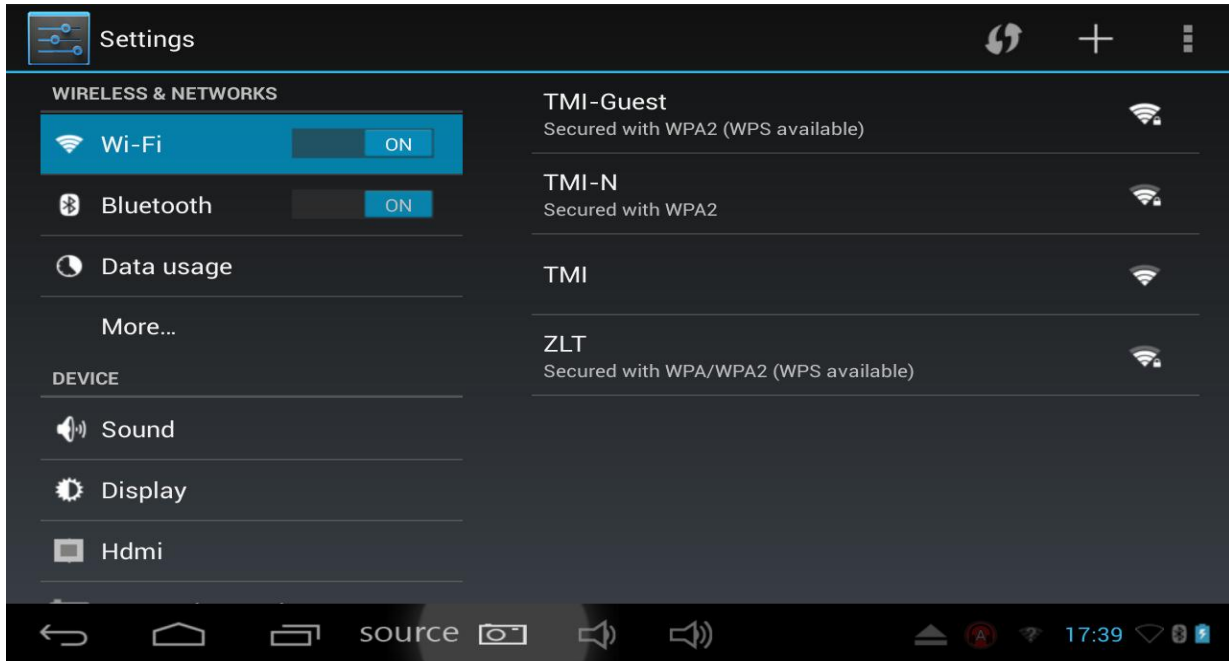 Settings
WIRELESS & NETWORKS
Wi-Fi ON
Bluetooth ON
Data usage
More...
DEVICE
Sound
Display
Hdmi
TMI-Guest
Secured with WPA2 (WPS available)
TMI-N
Secured with WPA2
TMI
ZLT
Secured with WPA/WPA2 (WPS available)
source
A
17:39